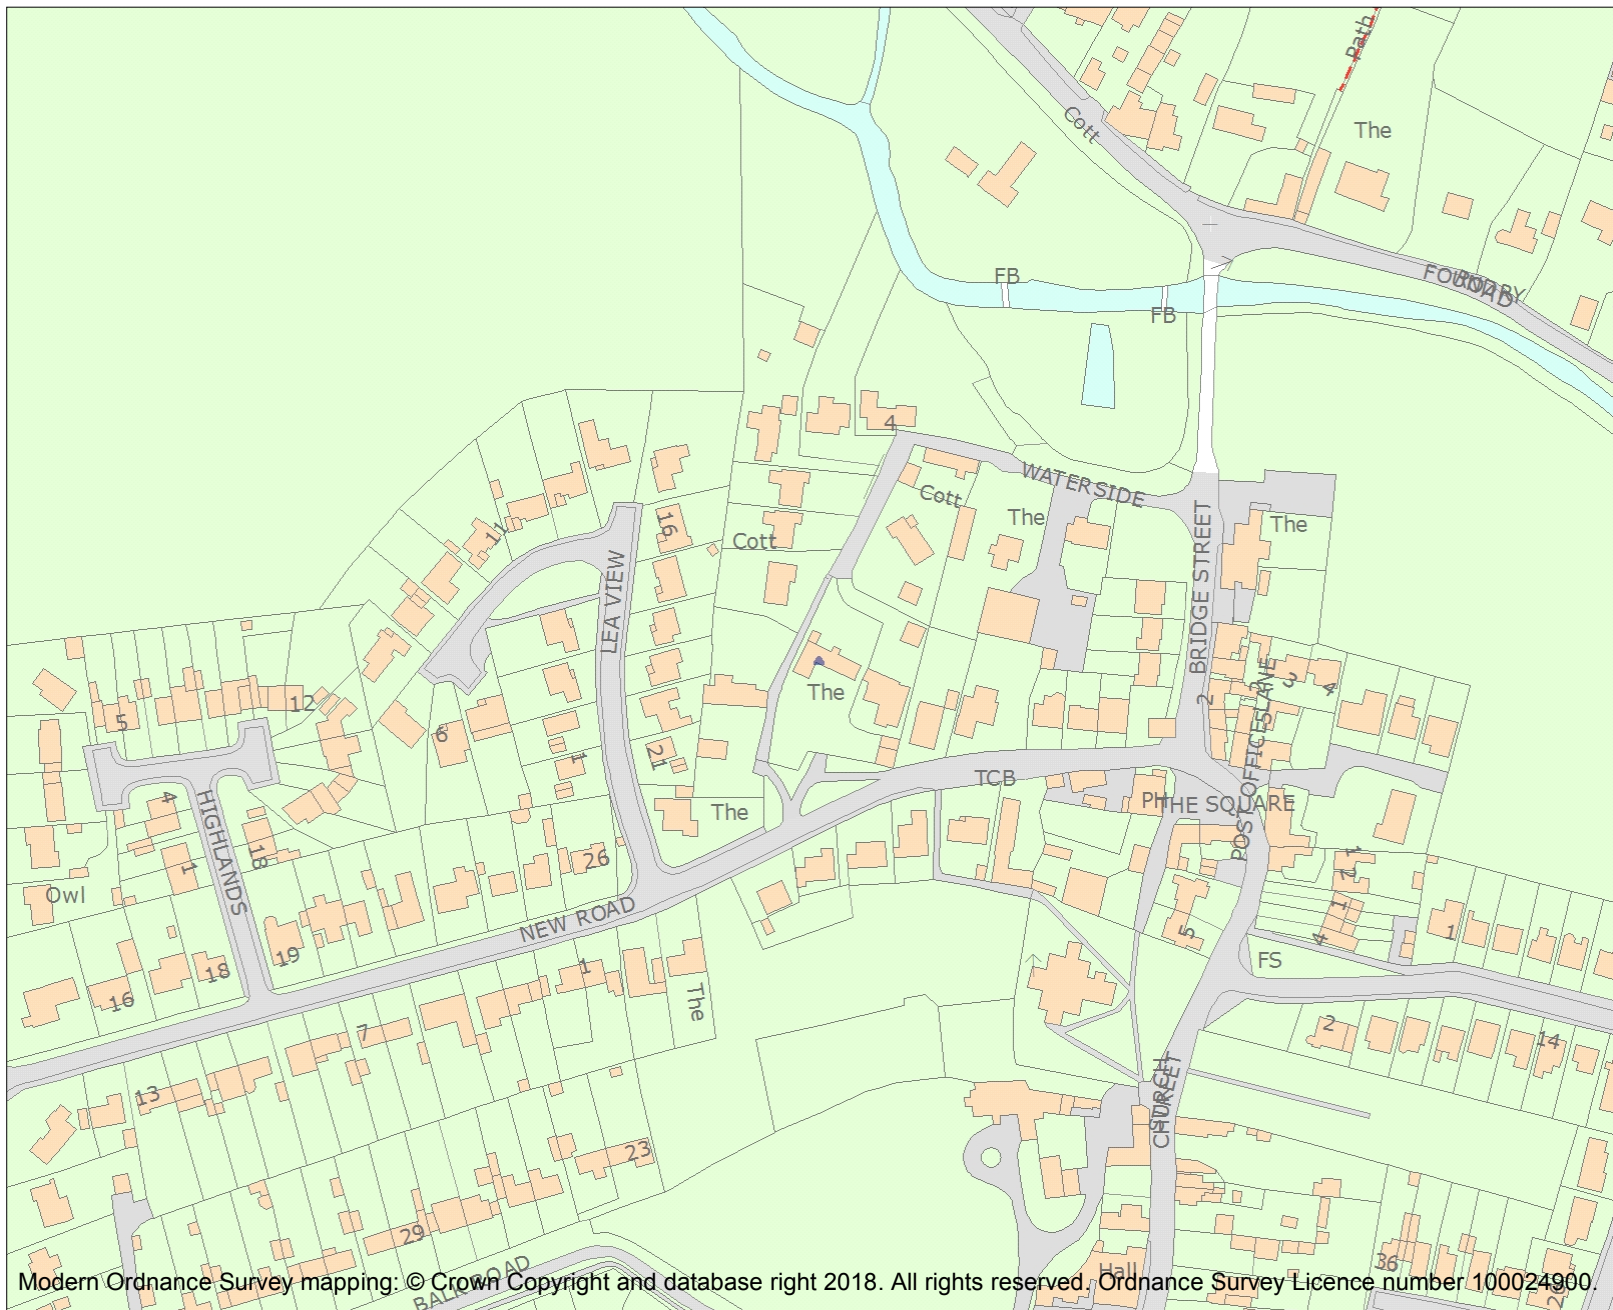 Path
Cott
The
FB
FOUNDRY
ROAD
FB
4
WATERSIDE
Cott
The
The
11
16
Cott
BRIDGE STREET
LEA VIEW
3
4
The
12
2
5
6
1
21
POST OFFICE LANE
TCB
PH
THE SQUARE
The
4
HIGHLANDS
18
1
26
1
2
1
4
Owl
NEW ROAD
5
1
FS
19
18
16
1
The
7
2
14
13
CHURCH
STREET
23
29
36
Hall
BALK ROAD
26
Modern Ordnance Survey mapping: © Crown Copyright and database right 2018. All rights reserved. Ordnance Survey Licence number 100024900.